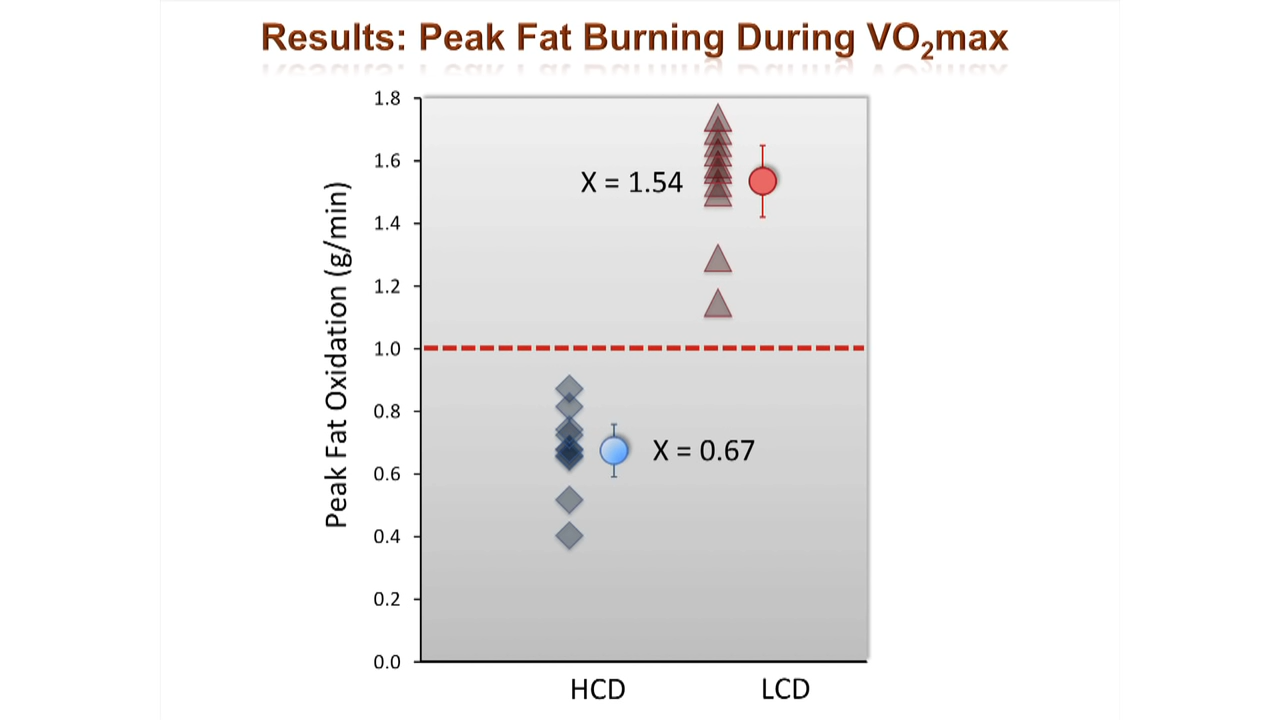 Results: Peak Fat Burning During VO₂max
Peak Fat Oxidation (g/min)
1.8
1.6
1.4
1.2
1.0
0.8
0.6
0.4
0.2
0.0
X = 1.54
X = 0.67
HCD
LCD